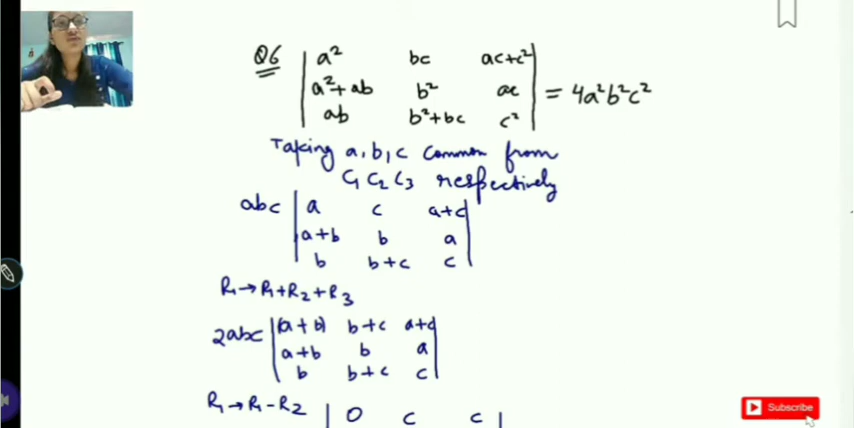 Q6 | a² bc ac+c² |
| a²+ab b² ac | = 4a²b²c²
| ab b²+bc c² |
Taking a, b, c common from
C₁ C₂ C₃ respectively
abc | a c a+c |
| a+b b a |
| b b+c c |
R₁→R₁+R₂+R₃
2abc | (a+b) b+c a+c |
| a+b b a |
| b b+c c |
R₁→R₁-R₂ | 0 c c |
Subscribe